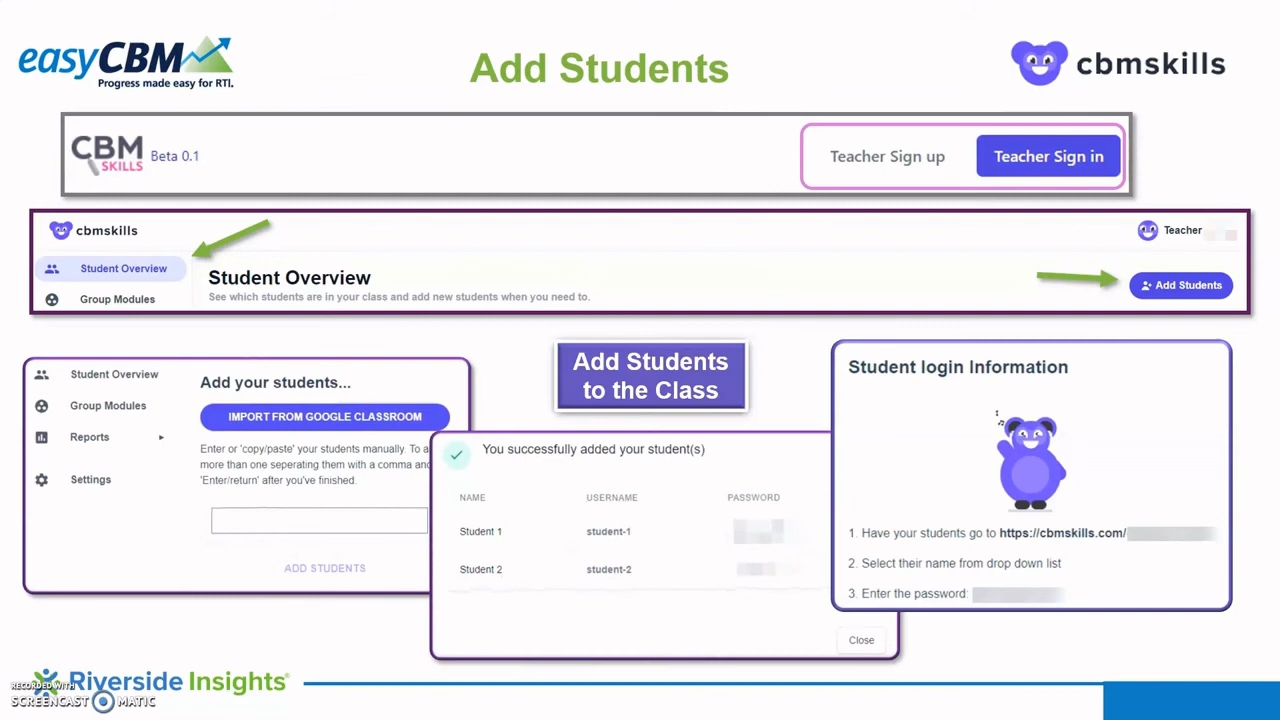 easyCBM
Progress made easy for RTI.
Add Students
cbmskills
CBM
SKILLS
Beta 0.1
Teacher Sign up
Teacher Sign in
cbmskills
Teacher
Student Overview
Group Modules
Student Overview
See which students are in your class and add new students when you need to.
Add Students
Student Overview
Group Modules
Reports
Settings
Add your students...
IMPORT FROM GOOGLE CLASSROOM
Enter or 'copy/paste' your students manually. To a
more than one seperating them with a comma and
'Enter/return' after you've finished.
ADD STUDENTS
Add Students
to the Class
You successfully added your student(s)
NAME USERNAME PASSWORD
Student 1 student-1
Student 2 student-2
Close
Student login Information
1. Have your students go to https://cbmskills.com/
2. Select their name from drop down list
3. Enter the password:
Riverside Insights®
RECORDED WITH
SCREENCAST MATIC